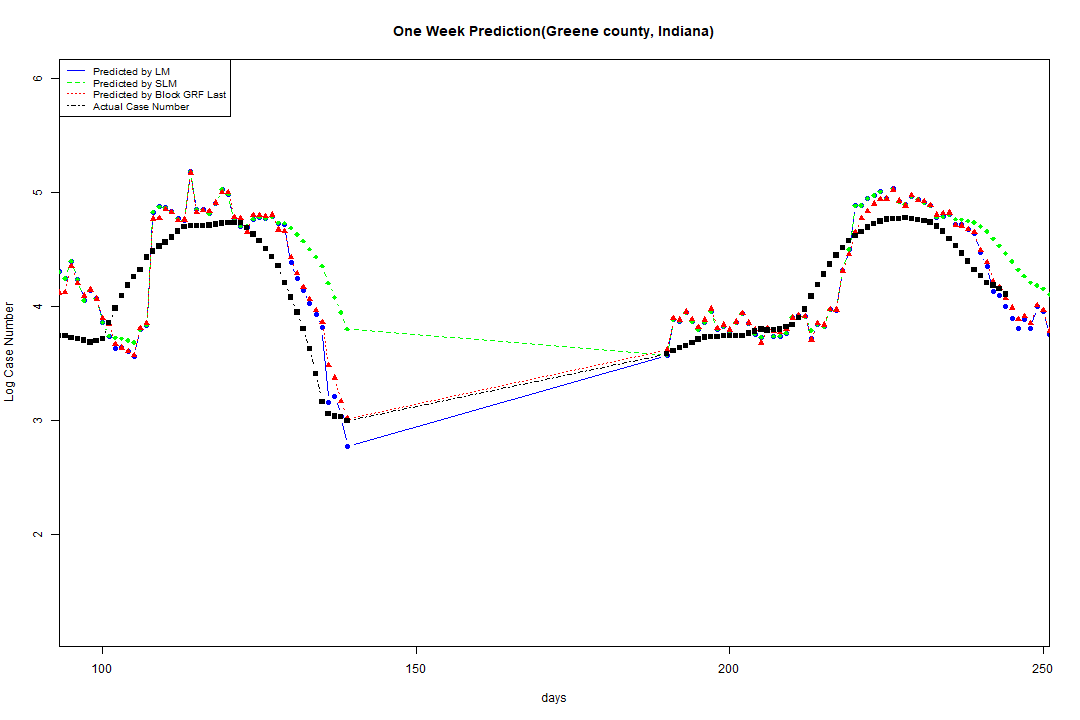 One Week Prediction(Greene county, Indiana)
Predicted by LM
Predicted by SLM
Predicted by Block GRF Last
Actual Case Number
6
5
4
3
2
Log Case Number
100
150
200
250
days